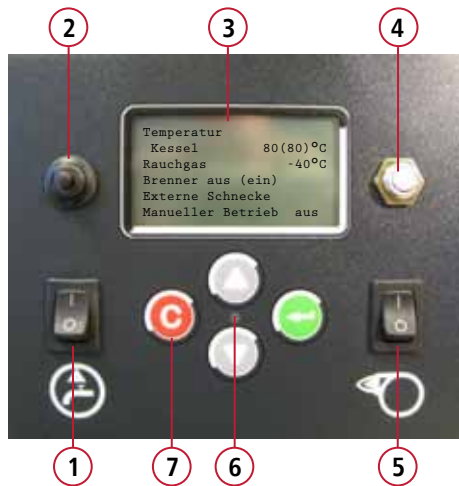 2
3
4
Temperatur
Kessel 80(80)°C
Rauchgas -40°C
Brenner aus (ein)
Externe Schnecke
Manueller Betrieb aus
C
1
7
6
5